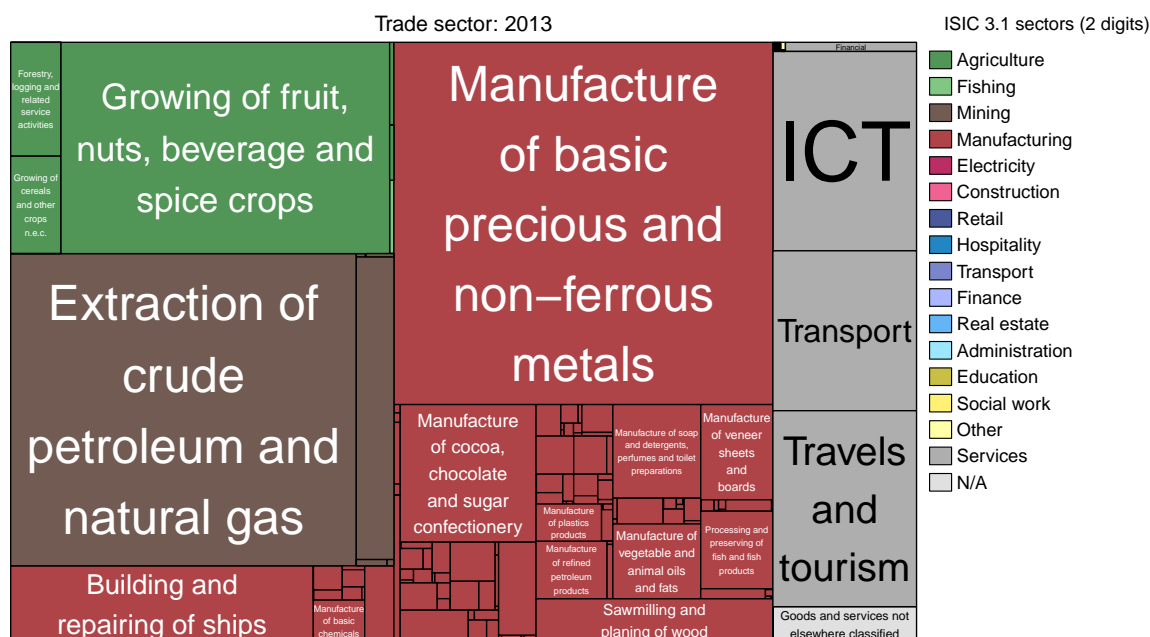 Trade sector: 2013
ISIC 3.1 sectors (2 digits)
Forestry,
logging and
related
service
activities
Growing of
cereals
and other
crops
n.e.c.
Growing of fruit,
nuts, beverage and
spice crops
Extraction of
crude
petroleum and
natural gas
Building and
repairing of ships
Manufacture
of basic
chemicals
Manufacture
of basic
precious and
non−ferrous
metals
Manufacture
of cocoa,
chocolate
and sugar
confectionery
Manufacture
of plastics
products
Manufacture
of refined
petroleum
products
Manufacture of soap
and detergents,
perfumes and toilet
preparations
Manufacture of
vegetable and
animal oils
and fats
Manufacture
of veneer
sheets
and
boards
Processing and
preserving of
fish and fish
products
Sawmilling and
planing of wood
Financial
ICT
Transport
Travels
and
tourism
Goods and services not
elsewhere classified
Agriculture
Fishing
Mining
Manufacturing
Electricity
Construction
Retail
Hospitality
Transport
Finance
Real estate
Administration
Education
Social work
Other
Services
N/A